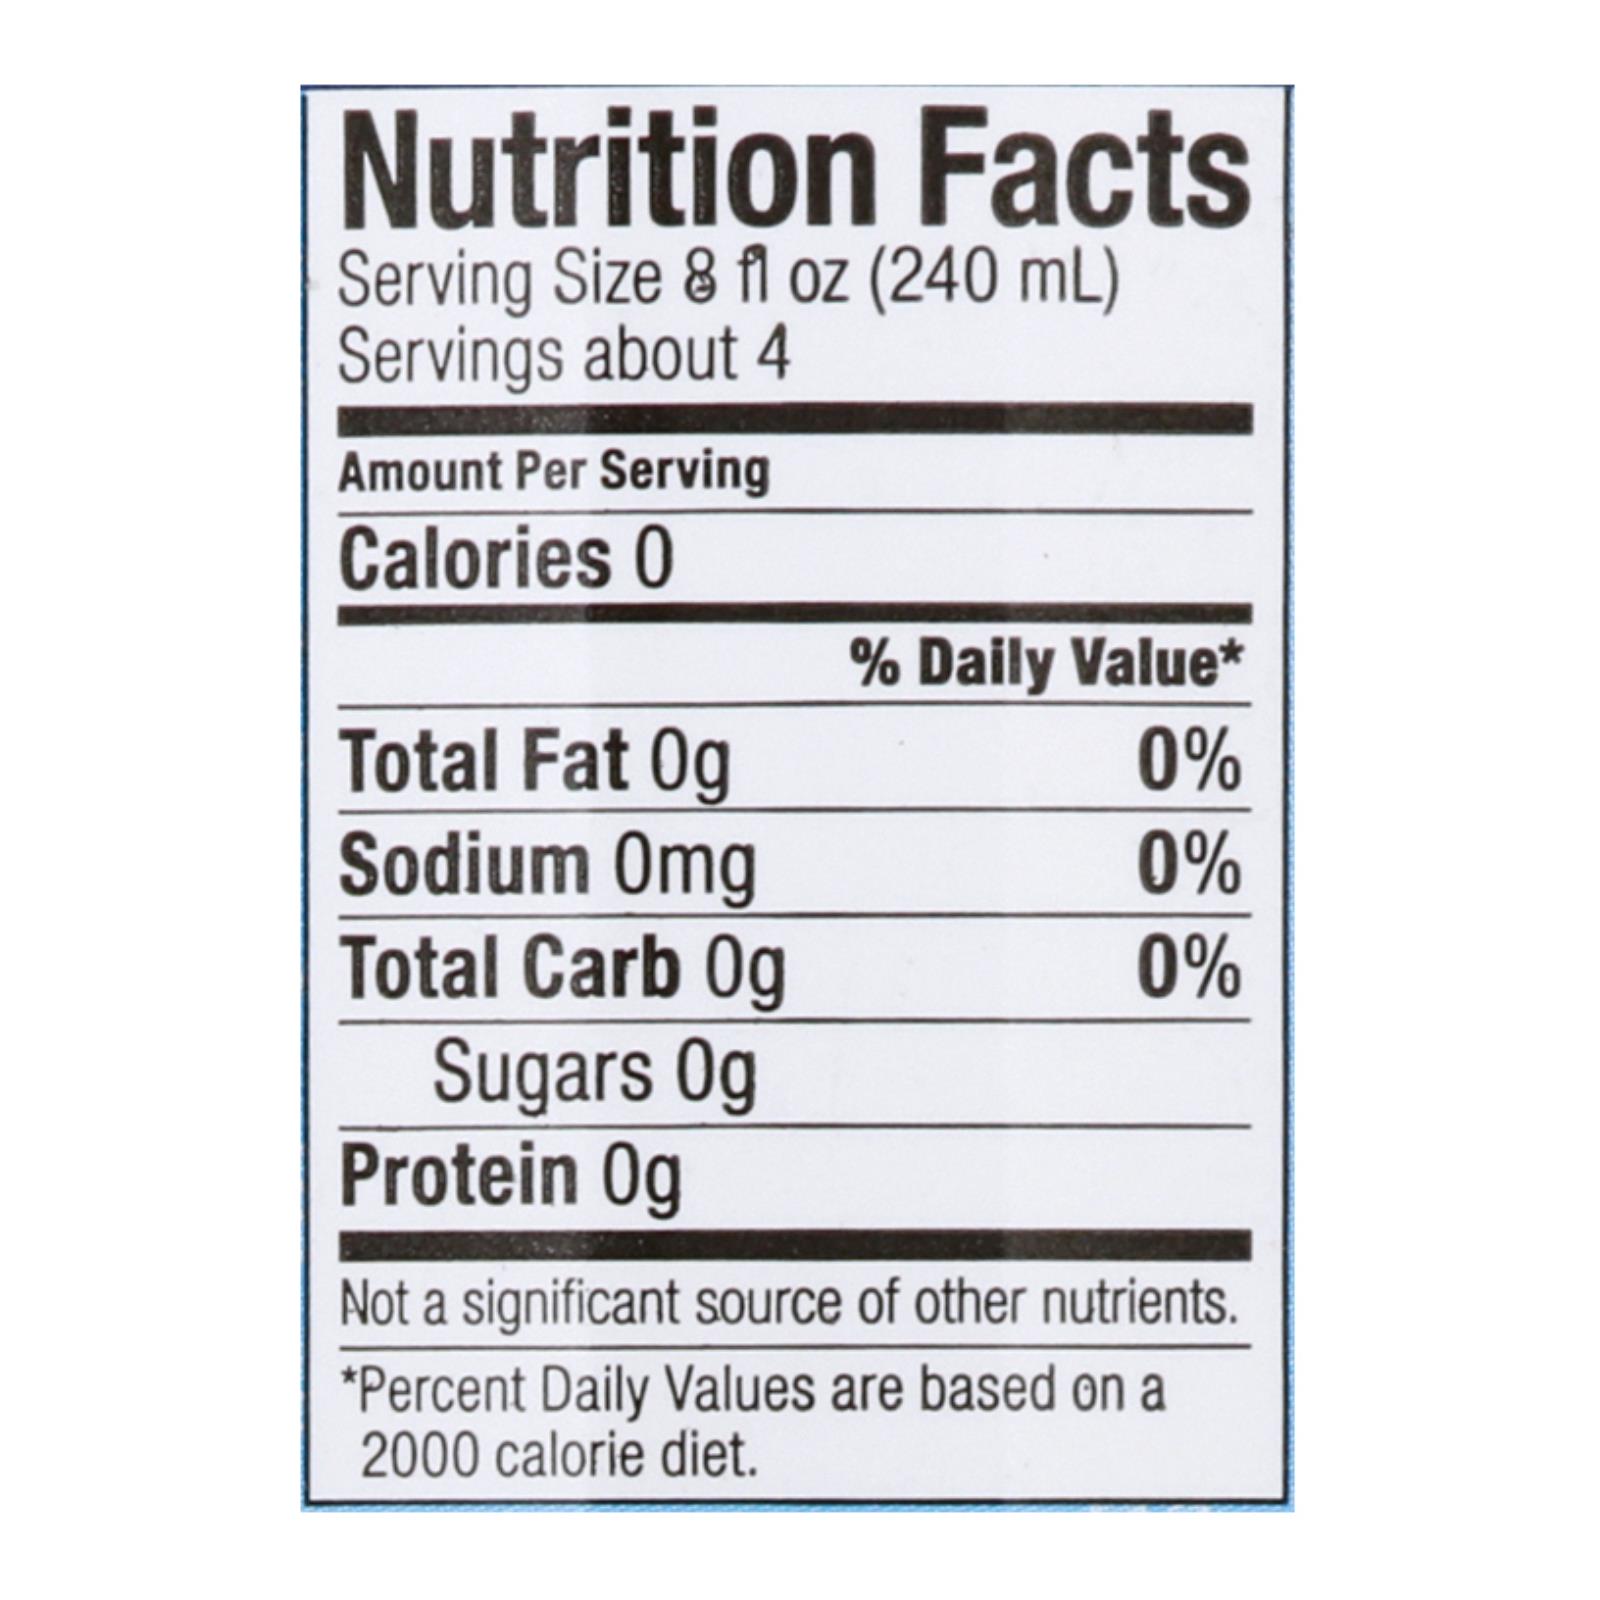 Nutrition Facts
Serving Size 8 fl oz (240 mL)
Servings about 4
Amount Per Serving
Calories 0
% Daily Value*
Total Fat 0g 0%
Sodium 0mg 0%
Total Carb 0g 0%
Sugars 0g
Protein 0g
Not a significant source of other nutrients.
*Percent Daily Values are based on a
2000 calorie diet.